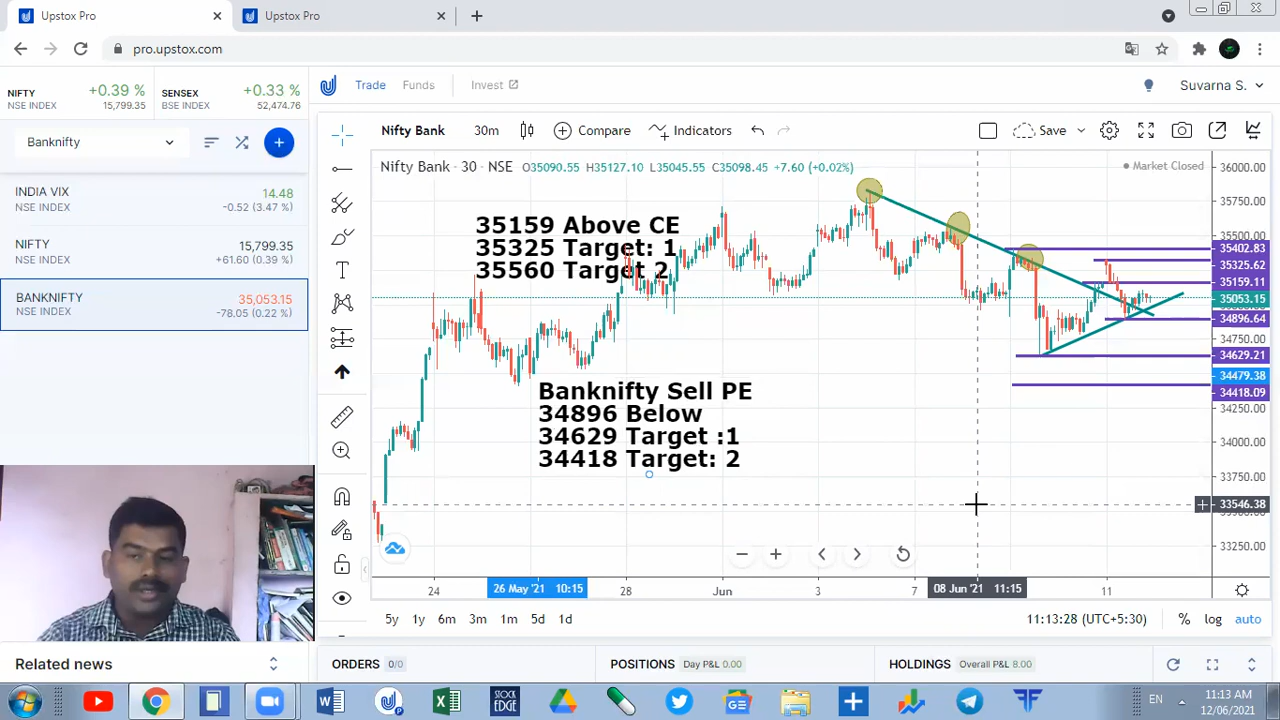 Upstox Pro
Upstox Pro
pro.upstox.com
NIFTY
NSE INDEX
+0.39 %
15,799.35
SENSEX
BSE INDEX
+0.33 %
52,474.76
Trade
Funds
Invest
Suvarna S.
Banknifty
Nifty Bank
30m
Compare
Indicators
Save
INDIA VIX
14.48
NSE INDEX
-0.52 (3.47 %)
NIFTY
15,799.35
NSE INDEX
+61.60 (0.39 %)
BANKNIFTY
35,053.15
NSE INDEX
-78.05 (0.22 %)
Nifty Bank · 30 · NSE O35090.55 H35127.10 L35045.55 C35098.45 +7.60 (+0.02%)
Market Closed
35159 Above CE
35325 Target: 1
35560 Target 2
Banknifty Sell PE
34896 Below
34629 Target :1
34418 Target: 2
36000.00
35750.00
35500.00
35402.83
35325.62
35159.11
35053.15
34896.64
34750.00
34629.21
34479.38
34418.09
34250.00
34000.00
33750.00
33546.38
33250.00
24
26 May '21 10:15
28
Jun
3
7
08 Jun '21 11:15
11
5y 1y 6m 3m 1m 5d 1d
11:13:28 (UTC+5:30)
% log auto
Related news
ORDERS 0/0
POSITIONS Day P&L 0.00
HOLDINGS Overall P&L 8.00
STOCK
EDGE
EN
11:13 AM
12/06/2021